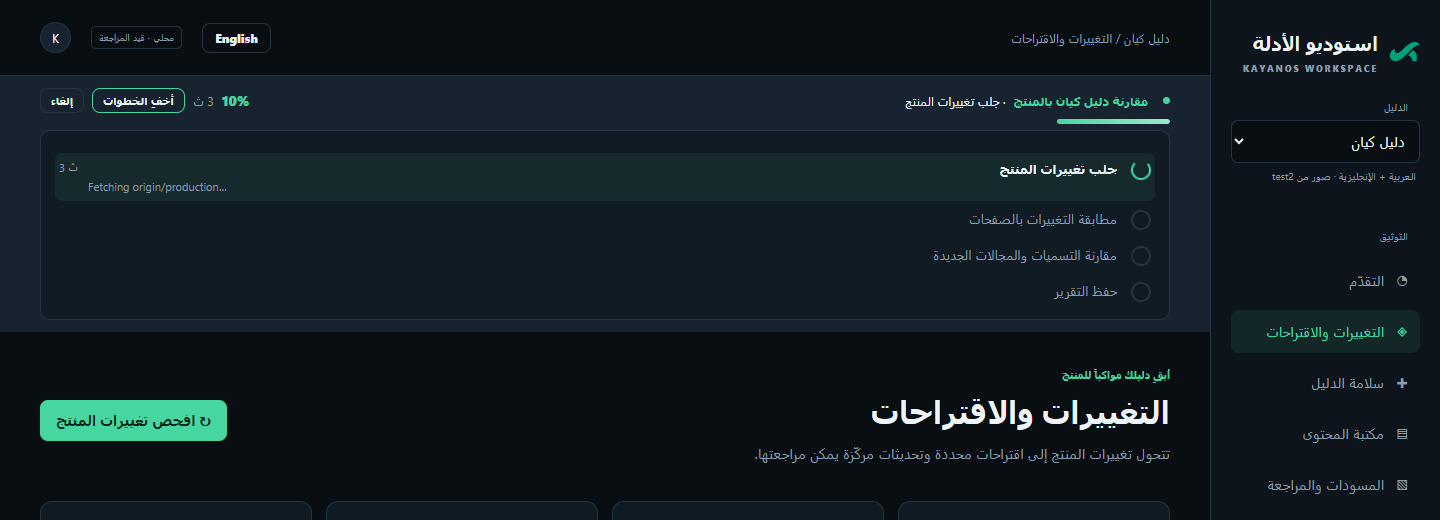 استوديو الأدلة
KAYANOS WORKSPACE
الدليل
دليل كيان
العربية + الإنجليزية · صور من test2
التوثيق
التقدّم
التغييرات والاقتراحات
سلامة الدليل
مكتبة المحتوى
المسودات والمراجعة
دليل كيان / التغييرات والاقتراحات
English
محلي · قيد المراجعة
K
مقارنة دليل كيان بالمنتج · جلب تغييرات المنتج
10% 3 ث
أخفِ الخطوات
إلغاء
جلب تغييرات المنتج
3 ث
Fetching origin/production...
مطابقة التغييرات بالصفحات
مقارنة التسميات والمجالات الجديدة
حفظ التقرير
أبقِ دليلك مواكباً للمنتج
التغييرات والاقتراحات
تتحول تغييرات المنتج إلى اقتراحات محددة وتحديثات مركّزة يمكن مراجعتها.
↻ افحص تغييرات المنتج